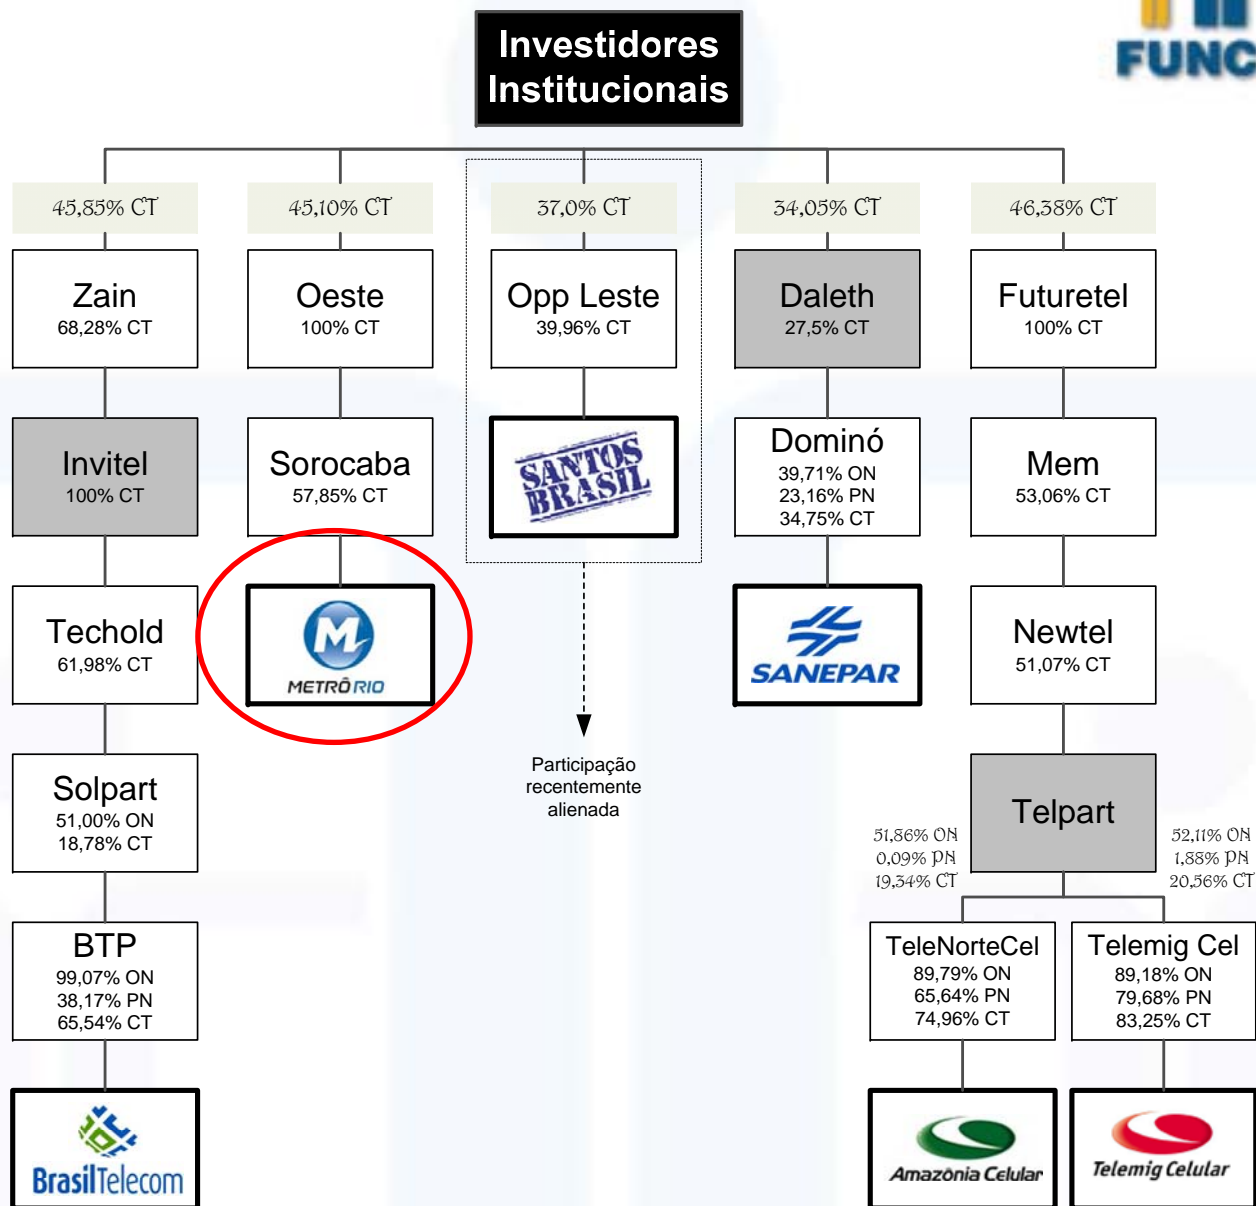 Investidores
Institucionais
FUNC
45,85% CT
45,10% CT
37,0% CT
34,05% CT
46,38% CT
Zain
68,28% CT
Oeste
100% CT
Opp Leste
39,96% CT
Daleth
27,5% CT
Futuretel
100% CT
Invitel
100% CT
Sorocaba
57,85% CT
SANTOS
BRASIL
Dominó
39,71% ON
23,16% PN
34,75% CT
Mem
53,06% CT
Techold
61,98% CT
METRÔ RIO
SANEPAR
Newtel
51,07% CT
Solpart
51,00% ON
18,78% CT
Participação
recentemente
alienada
Telpart
51,86% ON
0,09% PN
19,34% CT
52,11% ON
1,88% PN
20,56% CT
BTP
99,07% ON
38,17% PN
65,54% CT
TeleNorteCel
89,79% ON
65,64% PN
74,96% CT
Telemig Cel
89,18% ON
79,68% PN
83,25% CT
BrasilTelecom
Amazônia Celular
Telemig Celular